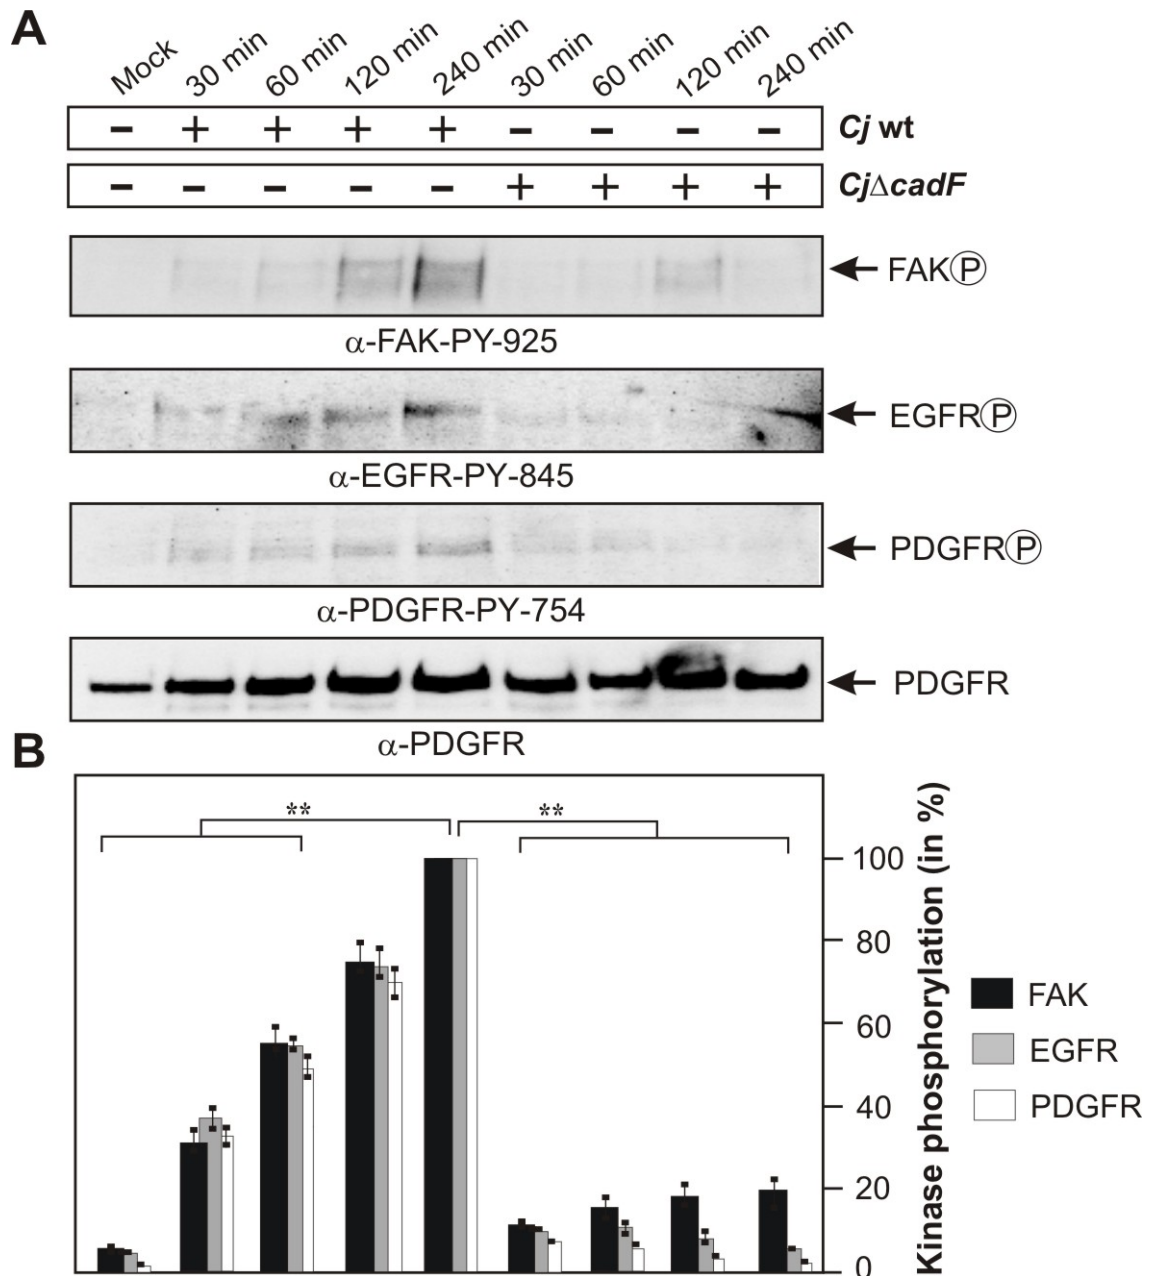 A
Mock 30 min 60 min 120 min 240 min 30 min 60 min 120 min 240 min
− + + + + − − − − Cj wt
− − − − − + + + + CjΔcadF
FAKⓅ
α-FAK-PY-925
EGFRⓅ
α-EGFR-PY-845
PDGFRⓅ
α-PDGFR-PY-754
PDGFR
α-PDGFR
B
** **
100
80
60
40
20
0
Kinase phosphorylation (in %)
FAK
EGFR
PDGFR